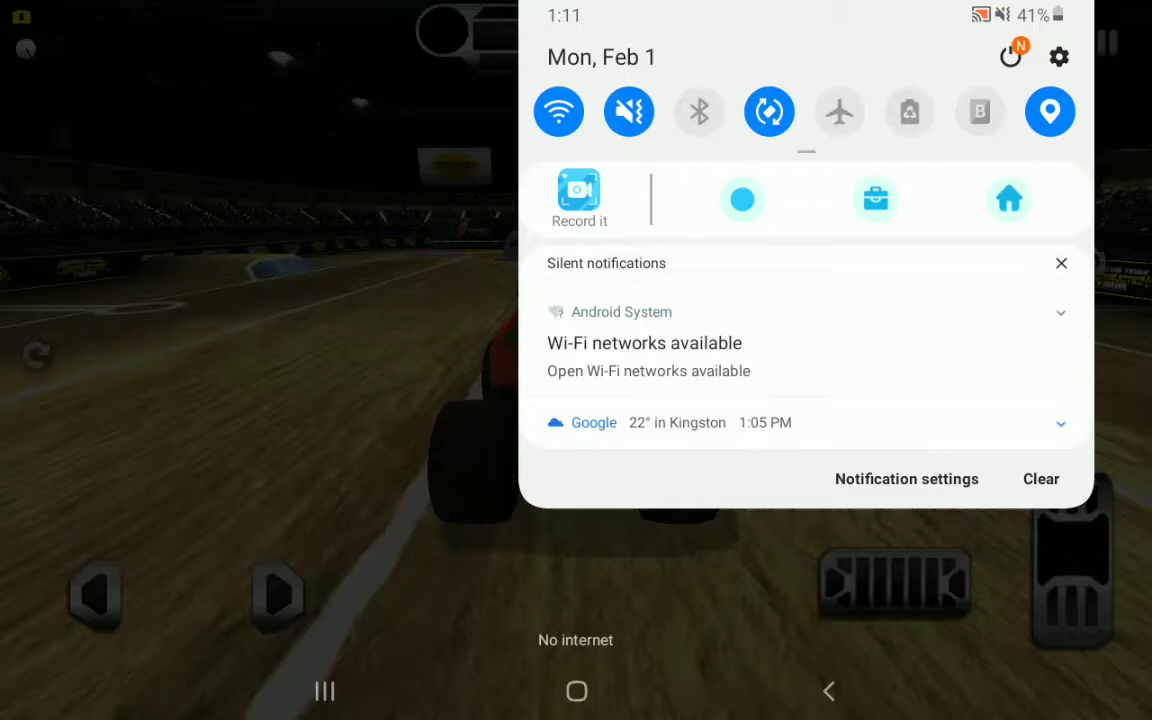 1:11
41%
Mon, Feb 1
N
B
Record it
Silent notifications
Android System
Wi-Fi networks available
Open Wi-Fi networks available
Google 22° in Kingston 1:05 PM
Notification settings Clear
No internet